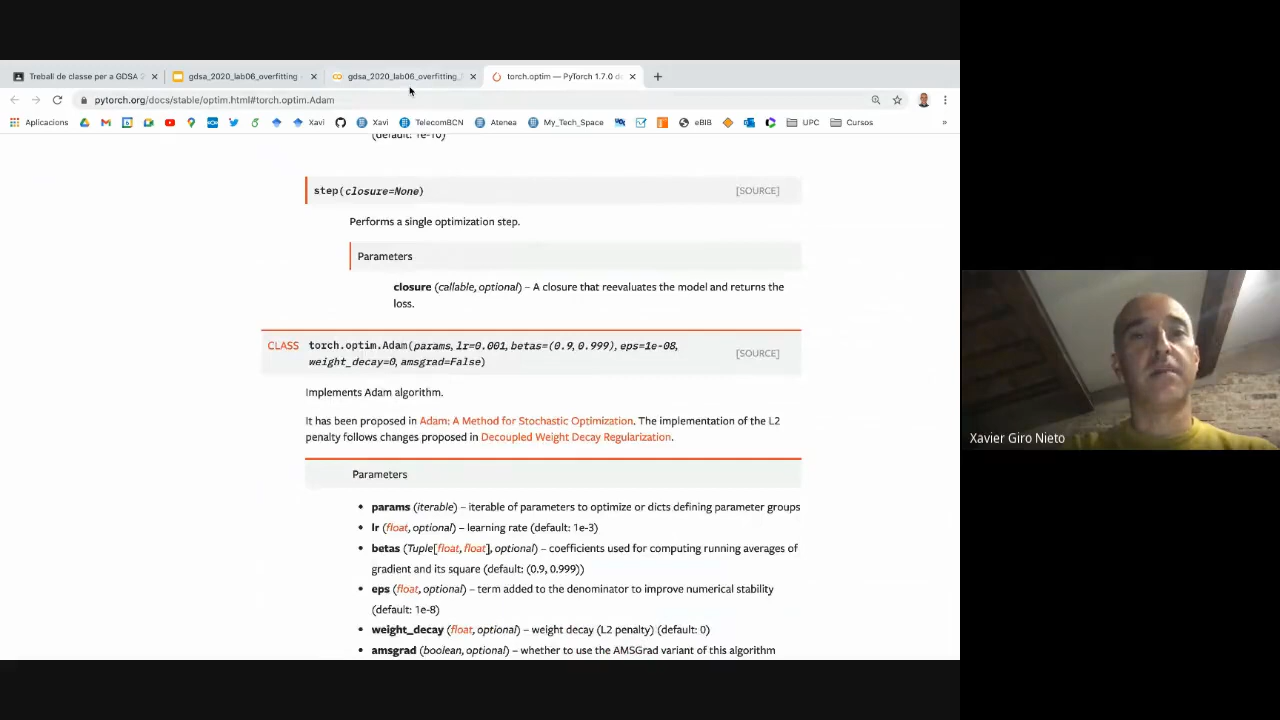 Treball de classe per a GDSA
gdsa_2020_lab06_overfitting
gdsa_2020_lab06_overfitting_
torch.optim — PyTorch 1.7.0 d
pytorch.org/docs/stable/optim.html#torch.optim.Adam
Aplicacions
Xavi
TelecomBCN
Atenea
My_Tech_Space
eBIB
UPC
Cursos
»
(default: 1e-10)
step(closure=None)
[SOURCE]
Performs a single optimization step.
Parameters
closure (callable, optional) – A closure that reevaluates the model and returns the
loss.
CLASS
torch.optim.Adam(params, lr=0.001, betas=(0.9, 0.999), eps=1e-08,
weight_decay=0, amsgrad=False)
[SOURCE]
Implements Adam algorithm.
It has been proposed in Adam: A Method for Stochastic Optimization. The implementation of the L2
penalty follows changes proposed in Decoupled Weight Decay Regularization.
Parameters
• params (iterable) – iterable of parameters to optimize or dicts defining parameter groups
• lr (float, optional) – learning rate (default: 1e-3)
• betas (Tuple[float, float], optional) – coefficients used for computing running averages of
gradient and its square (default: (0.9, 0.999))
• eps (float, optional) – term added to the denominator to improve numerical stability
(default: 1e-8)
• weight_decay (float, optional) – weight decay (L2 penalty) (default: 0)
• amsgrad (boolean, optional) – whether to use the AMSGrad variant of this algorithm
Xavier Giro Nieto